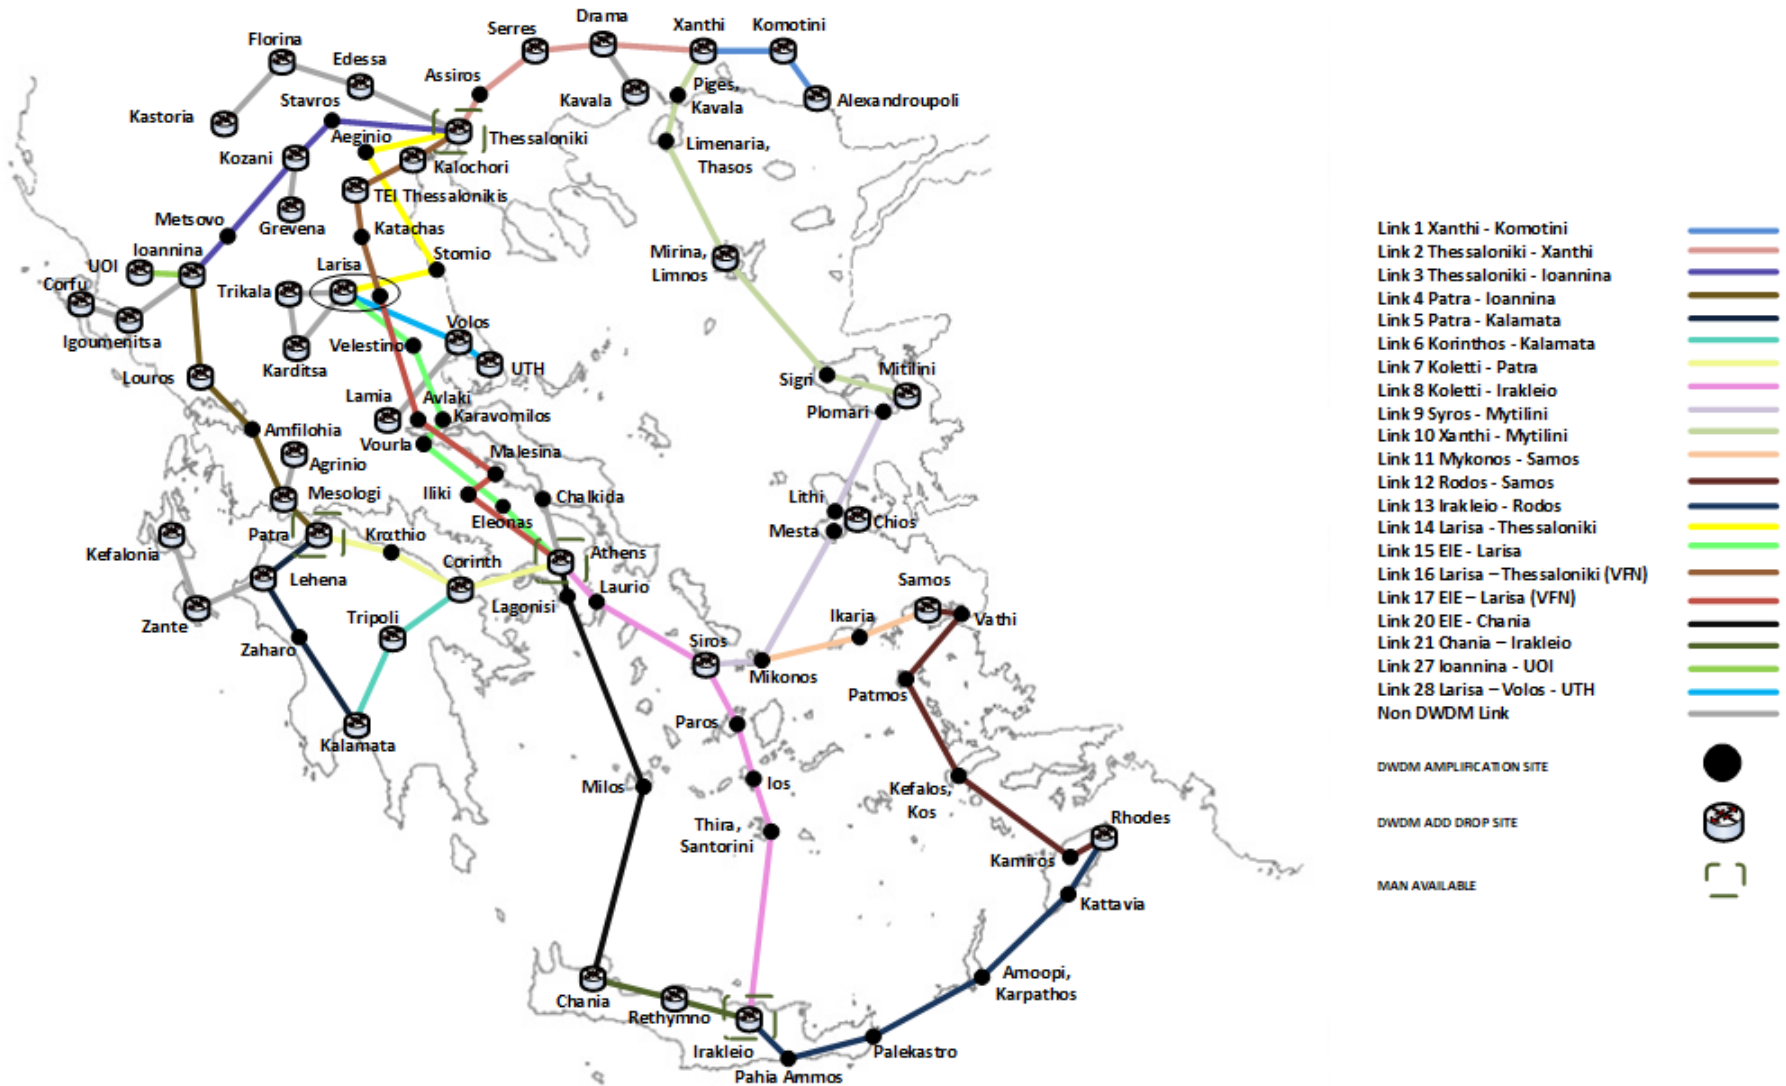 Drama
Xanthi
Komotini
Serres
Florina
Edessa
Assiros
Kavala
Piges,
Kavala
Alexandroupoli
Stavros
Kastoria
Aeginio
Thessaloniki
Limenaria,
Thasos
Kozani
Kalochori
TEI Thessalonikis
Metsovo
Grevena
Katachas
Ioannina
UOI
Larisa
Stomio
Mirina,
Limnos
Corfu
Trikala
Igoumenitsa
Volos
Velestino
Karditsa
UTH
Louros
Sigri
Mitilini
Lamia
Avlaki
Karavomilos
Plomari
Amfilohia
Vourla
Malesina
Agrinio
Mesologi
Iliki
Chalkida
Lithi
Eleonas
Chios
Patra
Krathio
Mesta
Kefalonia
Athens
Corinth
Lehena
Laurio
Samos
Lagonisi
Zante
Tripoli
Ikaria
Vathi
Zaharo
Siros
Mikonos
Patmos
Paros
Kalamata
Milos
Ios
Kefalos,
Kos
Thira,
Santorini
Rhodes
Kamiros
Kattavia
Amoopi,
Karpathos
Chania
Rethymno
Irakleio
Palekastro
Pahia Ammos
Link 1 Xanthi - Komotini
Link 2 Thessaloniki - Xanthi
Link 3 Thessaloniki - Ioannina
Link 4 Patra - Ioannina
Link 5 Patra - Kalamata
Link 6 Korinthos - Kalamata
Link 7 Koletti - Patra
Link 8 Koletti - Irakleio
Link 9 Syros - Mytilini
Link 10 Xanthi - Mytilini
Link 11 Mykonos - Samos
Link 12 Rodos - Samos
Link 13 Irakleio - Rodos
Link 14 Larisa - Thessaloniki
Link 15 EIE - Larisa
Link 16 Larisa – Thessaloniki (VFN)
Link 17 EIE – Larisa (VFN)
Link 20 EIE - Chania
Link 21 Chania – Irakleio
Link 27 Ioannina - UOI
Link 28 Larisa – Volos - UTH
Non DWDM Link
DWDM AMPLIFICATION SITE
DWDM ADD DROP SITE
MAN AVAILABLE